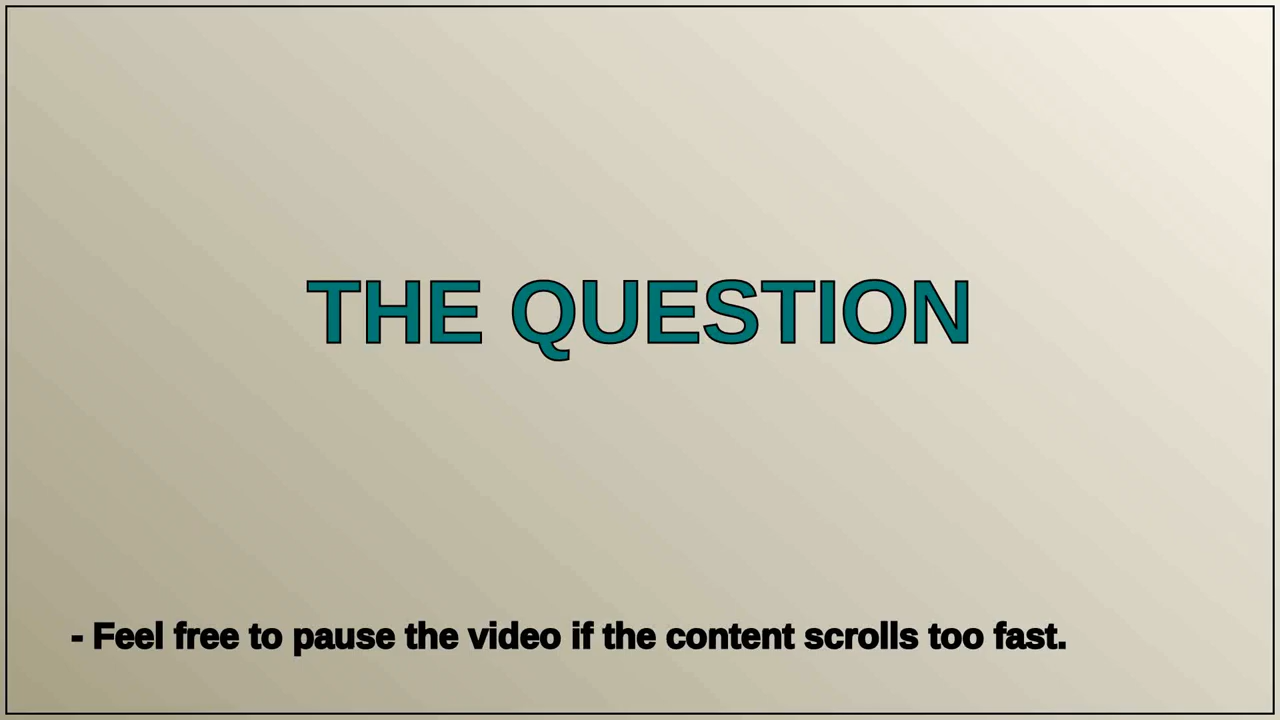 THE QUESTION
- Feel free to pause the video if the content scrolls too fast.